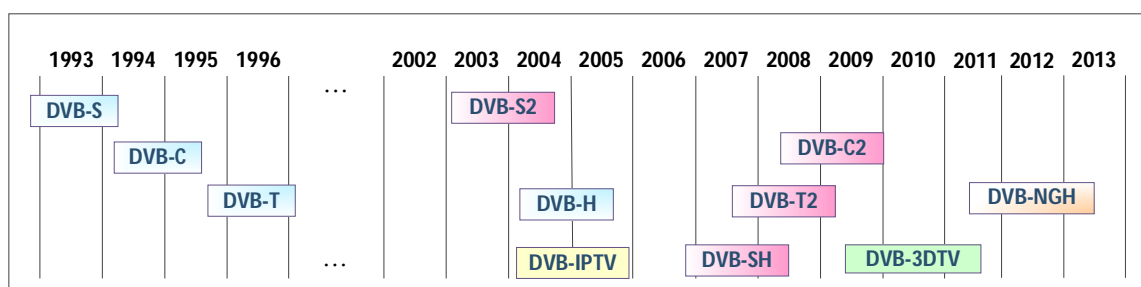 1993 1994 1995 1996 2002 2003 2004 2005 2006 2007 2008 2009 2010 2011 2012 2013
...
DVB-S DVB-S2
DVB-C DVB-C2
DVB-T DVB-H DVB-T2 DVB-NGH
... DVB-IPTV DVB-SH DVB-3DTV